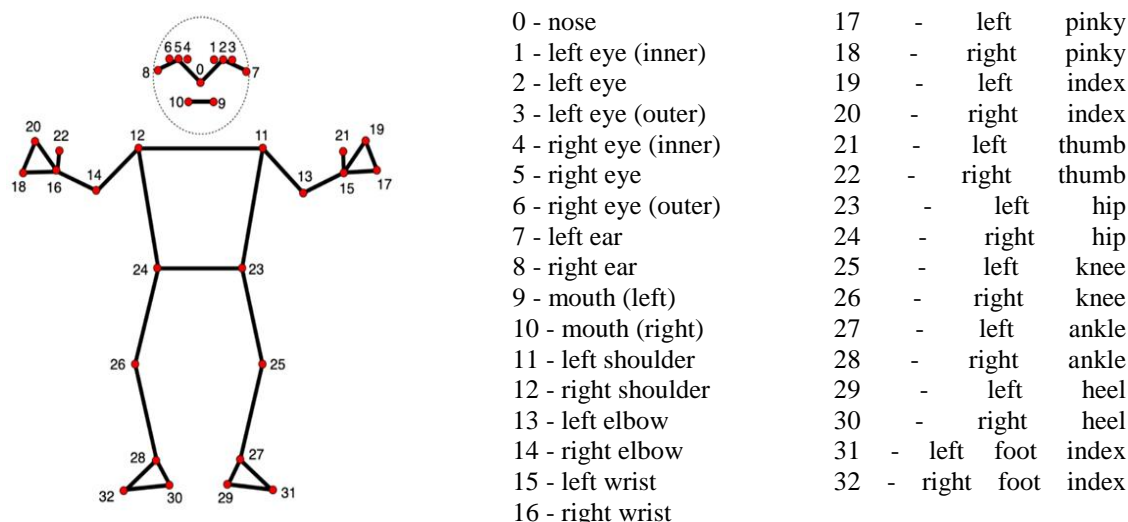 6 5 4 1 2 3
8 0 7
10 9
20 22 12 11 21 19
18 16 14 13 15 17
24 23
26 25
28 27
32 30 29 31
0 - nose
1 - left eye (inner)
2 - left eye
3 - left eye (outer)
4 - right eye (inner)
5 - right eye
6 - right eye (outer)
7 - left ear
8 - right ear
9 - mouth (left)
10 - mouth (right)
11 - left shoulder
12 - right shoulder
13 - left elbow
14 - right elbow
15 - left wrist
16 - right wrist
17 - left pinky
18 - right pinky
19 - left index
20 - right index
21 - left thumb
22 - right thumb
23 - left hip
24 - right hip
25 - left knee
26 - right knee
27 - left ankle
28 - right ankle
29 - left heel
30 - right heel
31 - left foot index
32 - right foot index